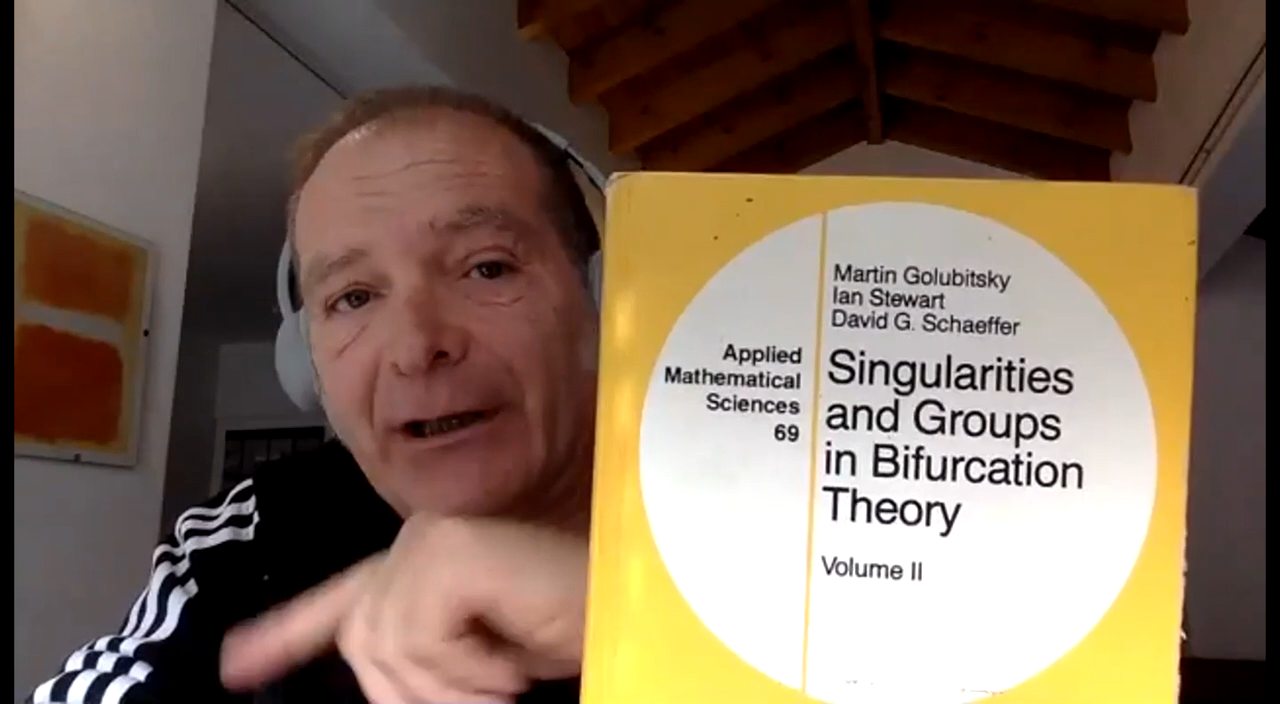 Martin Golubitsky
Ian Stewart
David G. Schaeffer
Applied
Mathematical
Sciences
69
Singularities
and Groups
in Bifurcation
Theory
Volume II